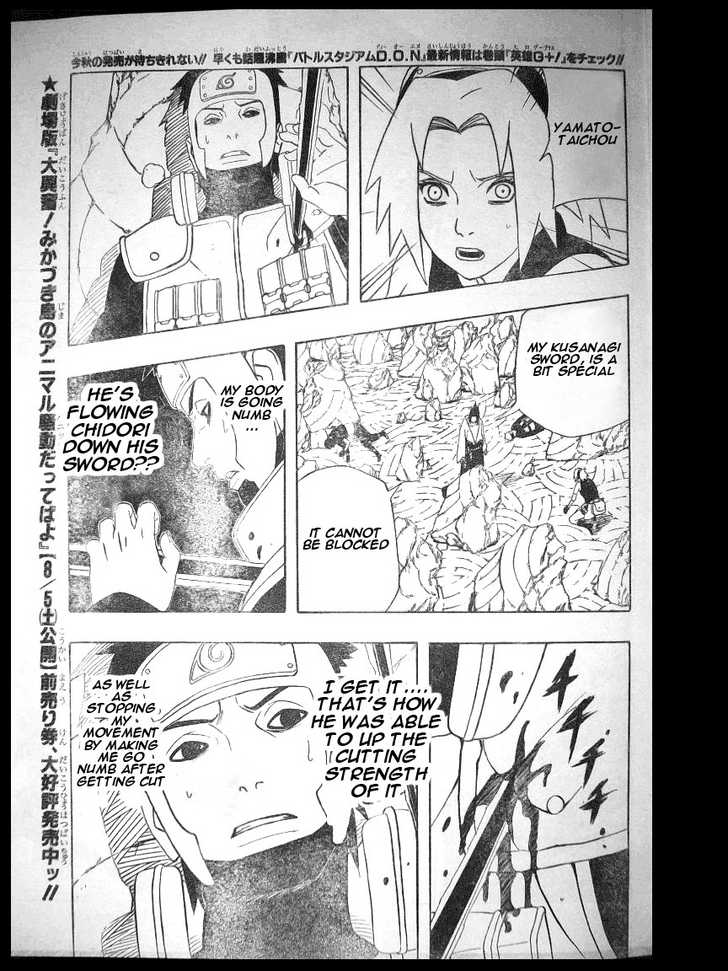 今秋の発売が待ちきれない!! 早くも話題沸騰『バトルスタジアムD.O.N』最新情報は巻頭「英雄G+!」をチェック!!
★劇場版『大興奮!みかづき島のアニマル騒動だってばよ』【8/5㊏公開】前売り券、大好評発売中ッ!!
YAMATO-
TAICHOU
MY KUSANAGI
SWORD, IS A
BIT SPECIAL
IT CANNOT
BE BLOCKED
MY BODY
IS GOING
NUMB
...
HE'S
FLOWING
CHIDORI
DOWN HIS
SWORD??
チチチチ
I GET IT....
THAT'S HOW
HE WAS ABLE
TO UP THE
CUTTING
STRENGTH
OF IT
AS WELL
AS
STOPPING
MY
MOVEMENT
BY MAKING
ME GO
NUMB AFTER
GETTING CUT